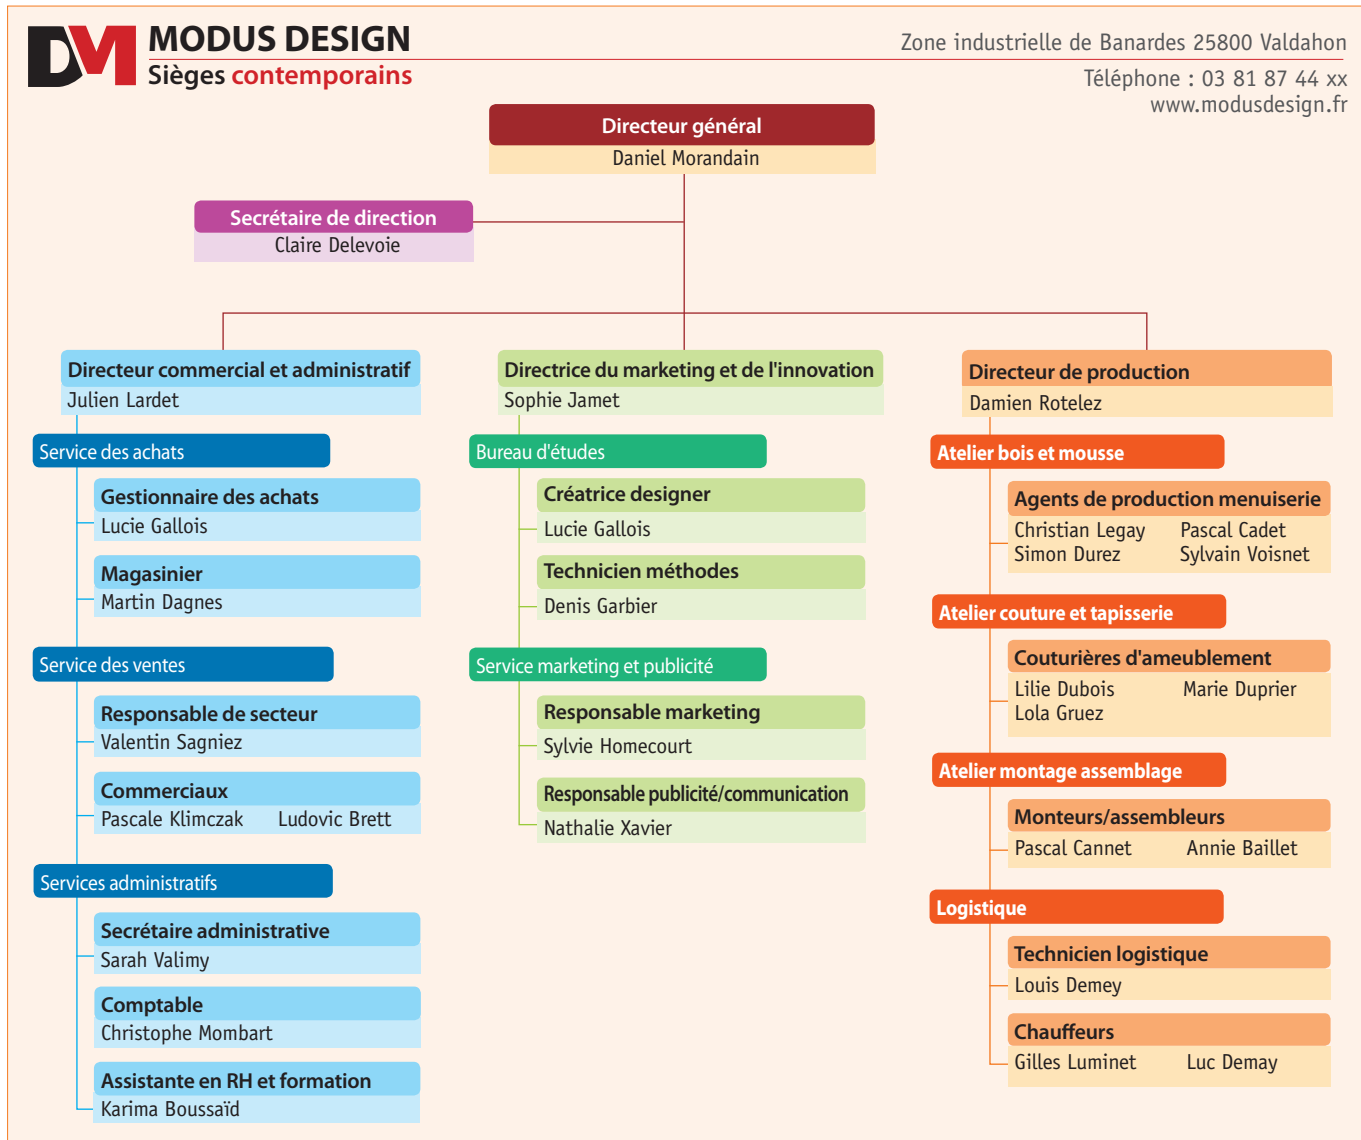 DM
MODUS DESIGN
Sièges contemporains
Zone industrielle de Banardes 25800 Valdahon
Téléphone : 03 81 87 44 xx
www.modusdesign.fr
Directeur général
Daniel Morandain
Secrétaire de direction
Claire Delevoie
Directeur commercial et administratif
Julien Lardet
Service des achats
Gestionnaire des achats
Lucie Gallois
Magasinier
Martin Dagnes
Service des ventes
Responsable de secteur
Valentin Sagniez
Commerciaux
Pascale Klimczak Ludovic Brett
Services administratifs
Secrétaire administrative
Sarah Valimy
Comptable
Christophe Mombart
Assistante en RH et formation
Karima Boussaïd
Directrice du marketing et de l'innovation
Sophie Jamet
Bureau d'études
Créatrice designer
Lucie Gallois
Technicien méthodes
Denis Garbier
Service marketing et publicité
Responsable marketing
Sylvie Homecourt
Responsable publicité/communication
Nathalie Xavier
Directeur de production
Damien Rotelez
Atelier bois et mousse
Agents de production menuiserie
Christian Legay Pascal Cadet
Simon Durez Sylvain Voisnet
Atelier couture et tapisserie
Couturières d'ameublement
Lilie Dubois Marie Duprier
Lola Gruez
Atelier montage assemblage
Monteurs/assembleurs
Pascal Cannet Annie Baillet
Logistique
Technicien logistique
Louis Demey
Chauffeurs
Gilles Luminet Luc Demay